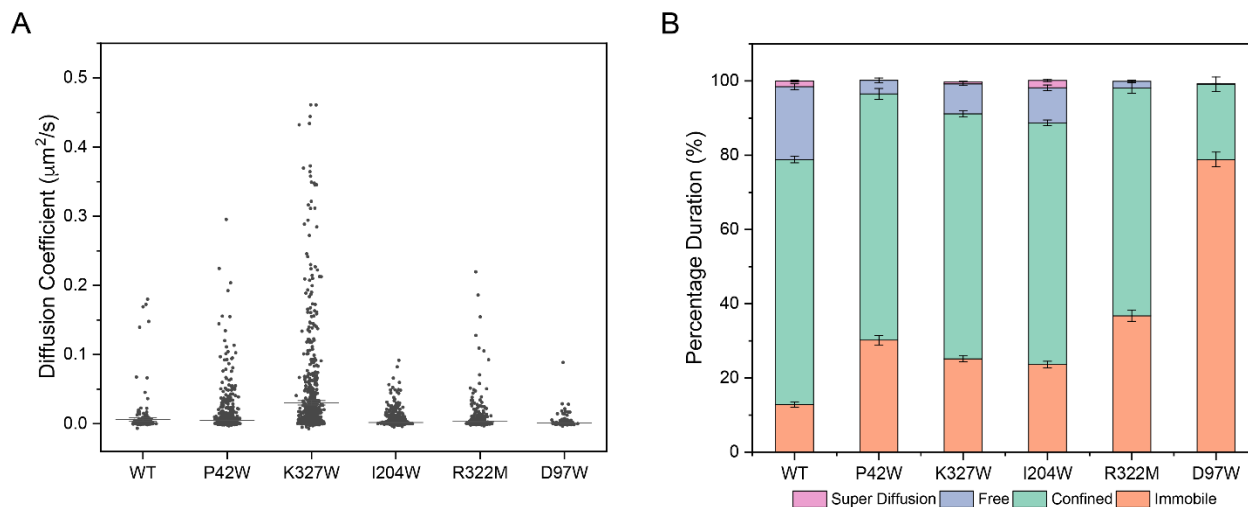 A
Diffusion Coefficient (μm²/s)
0.5
0.4
0.3
0.2
0.1
0.0
WT P42W K327W I204W R322M D97W
B
Percentage Duration (%)
100
80
60
40
20
0
WT P42W K327W I204W R322M D97W
Super Diffusion Free Confined Immobile